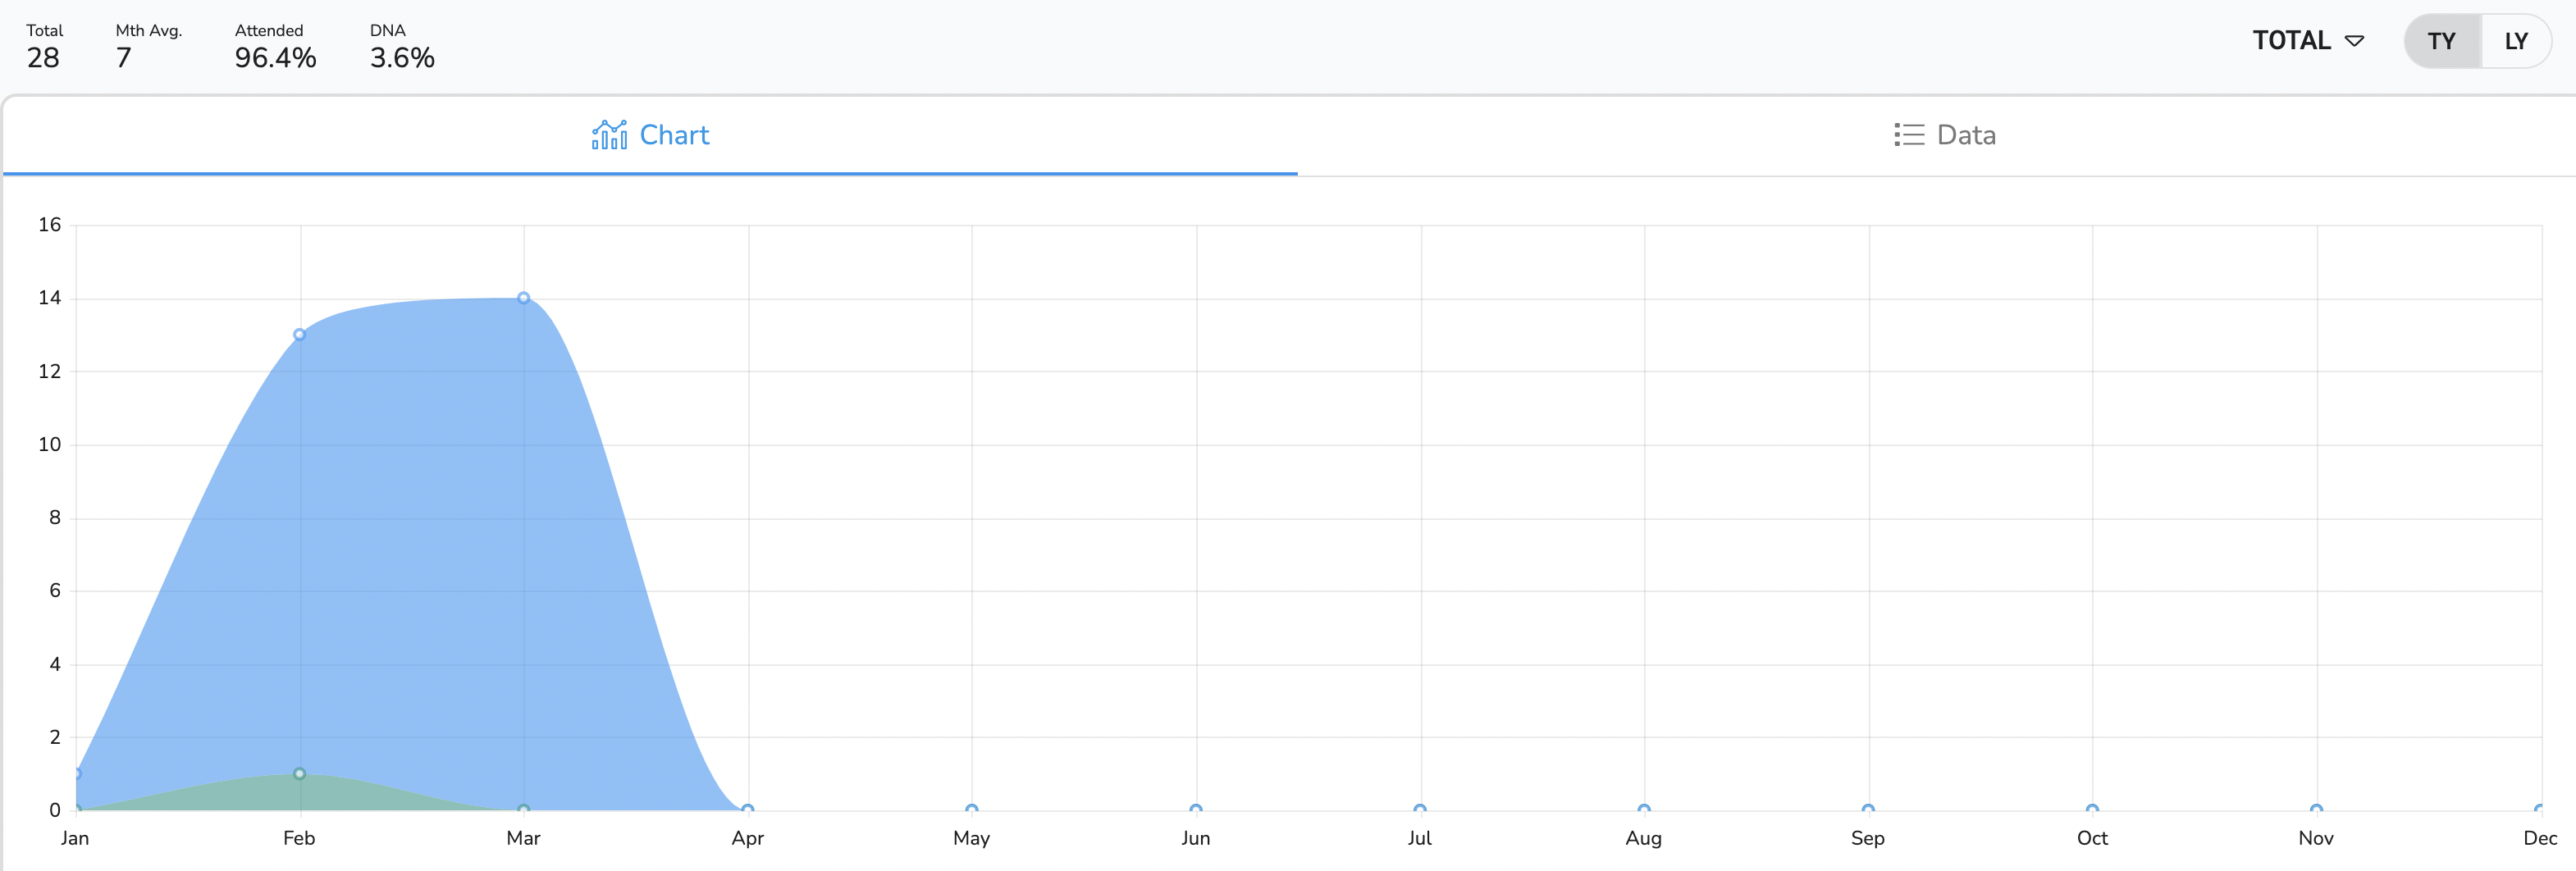 Total Mth Avg. Attended DNA
28 7 96.4% 3.6%
TOTAL TY LY
Chart Data
16
14
12
10
8
6
4
2
0
Jan Feb Mar Apr May Jun Jul Aug Sep Oct Nov Dec